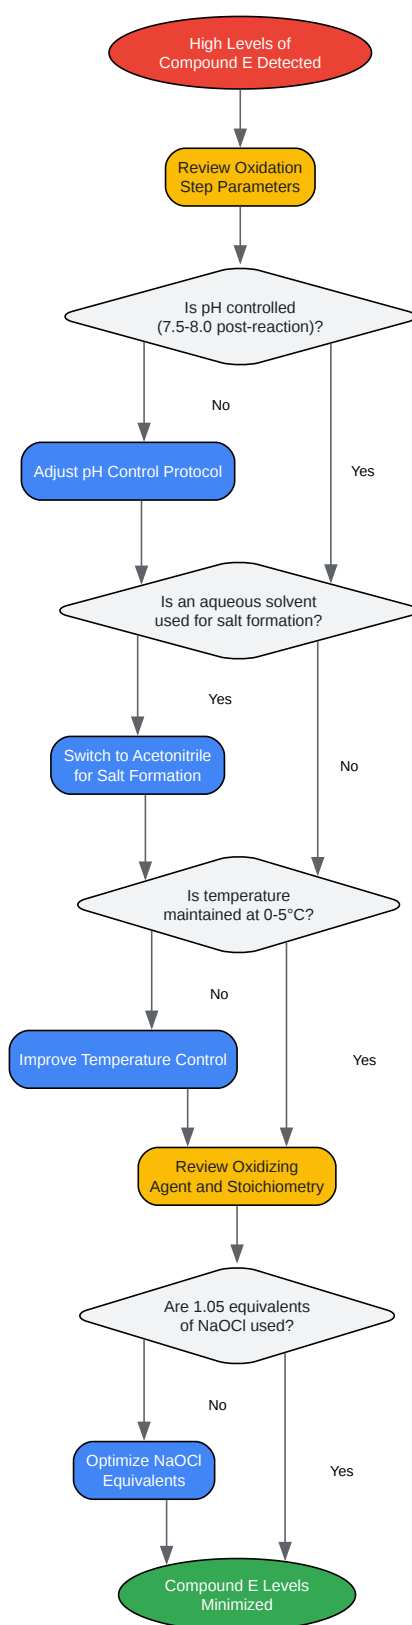 High Levels of
Compound E Detected
Review Oxidation
Step Parameters
Is pH controlled
(7.5-8.0 post-reaction)?
No
Adjust pH Control Protocol
Yes
Is an aqueous solvent
used for salt formation?
Yes
Switch to Acetonitrile
for Salt Formation
No
Is temperature
maintained at 0-5°C?
No
Improve Temperature Control
Yes
Review Oxidizing
Agent and Stoichiometry
Are 1.05 equivalents
of NaOCl used?
No
Optimize NaOCl
Equivalents
Yes
Compound E Levels
Minimized